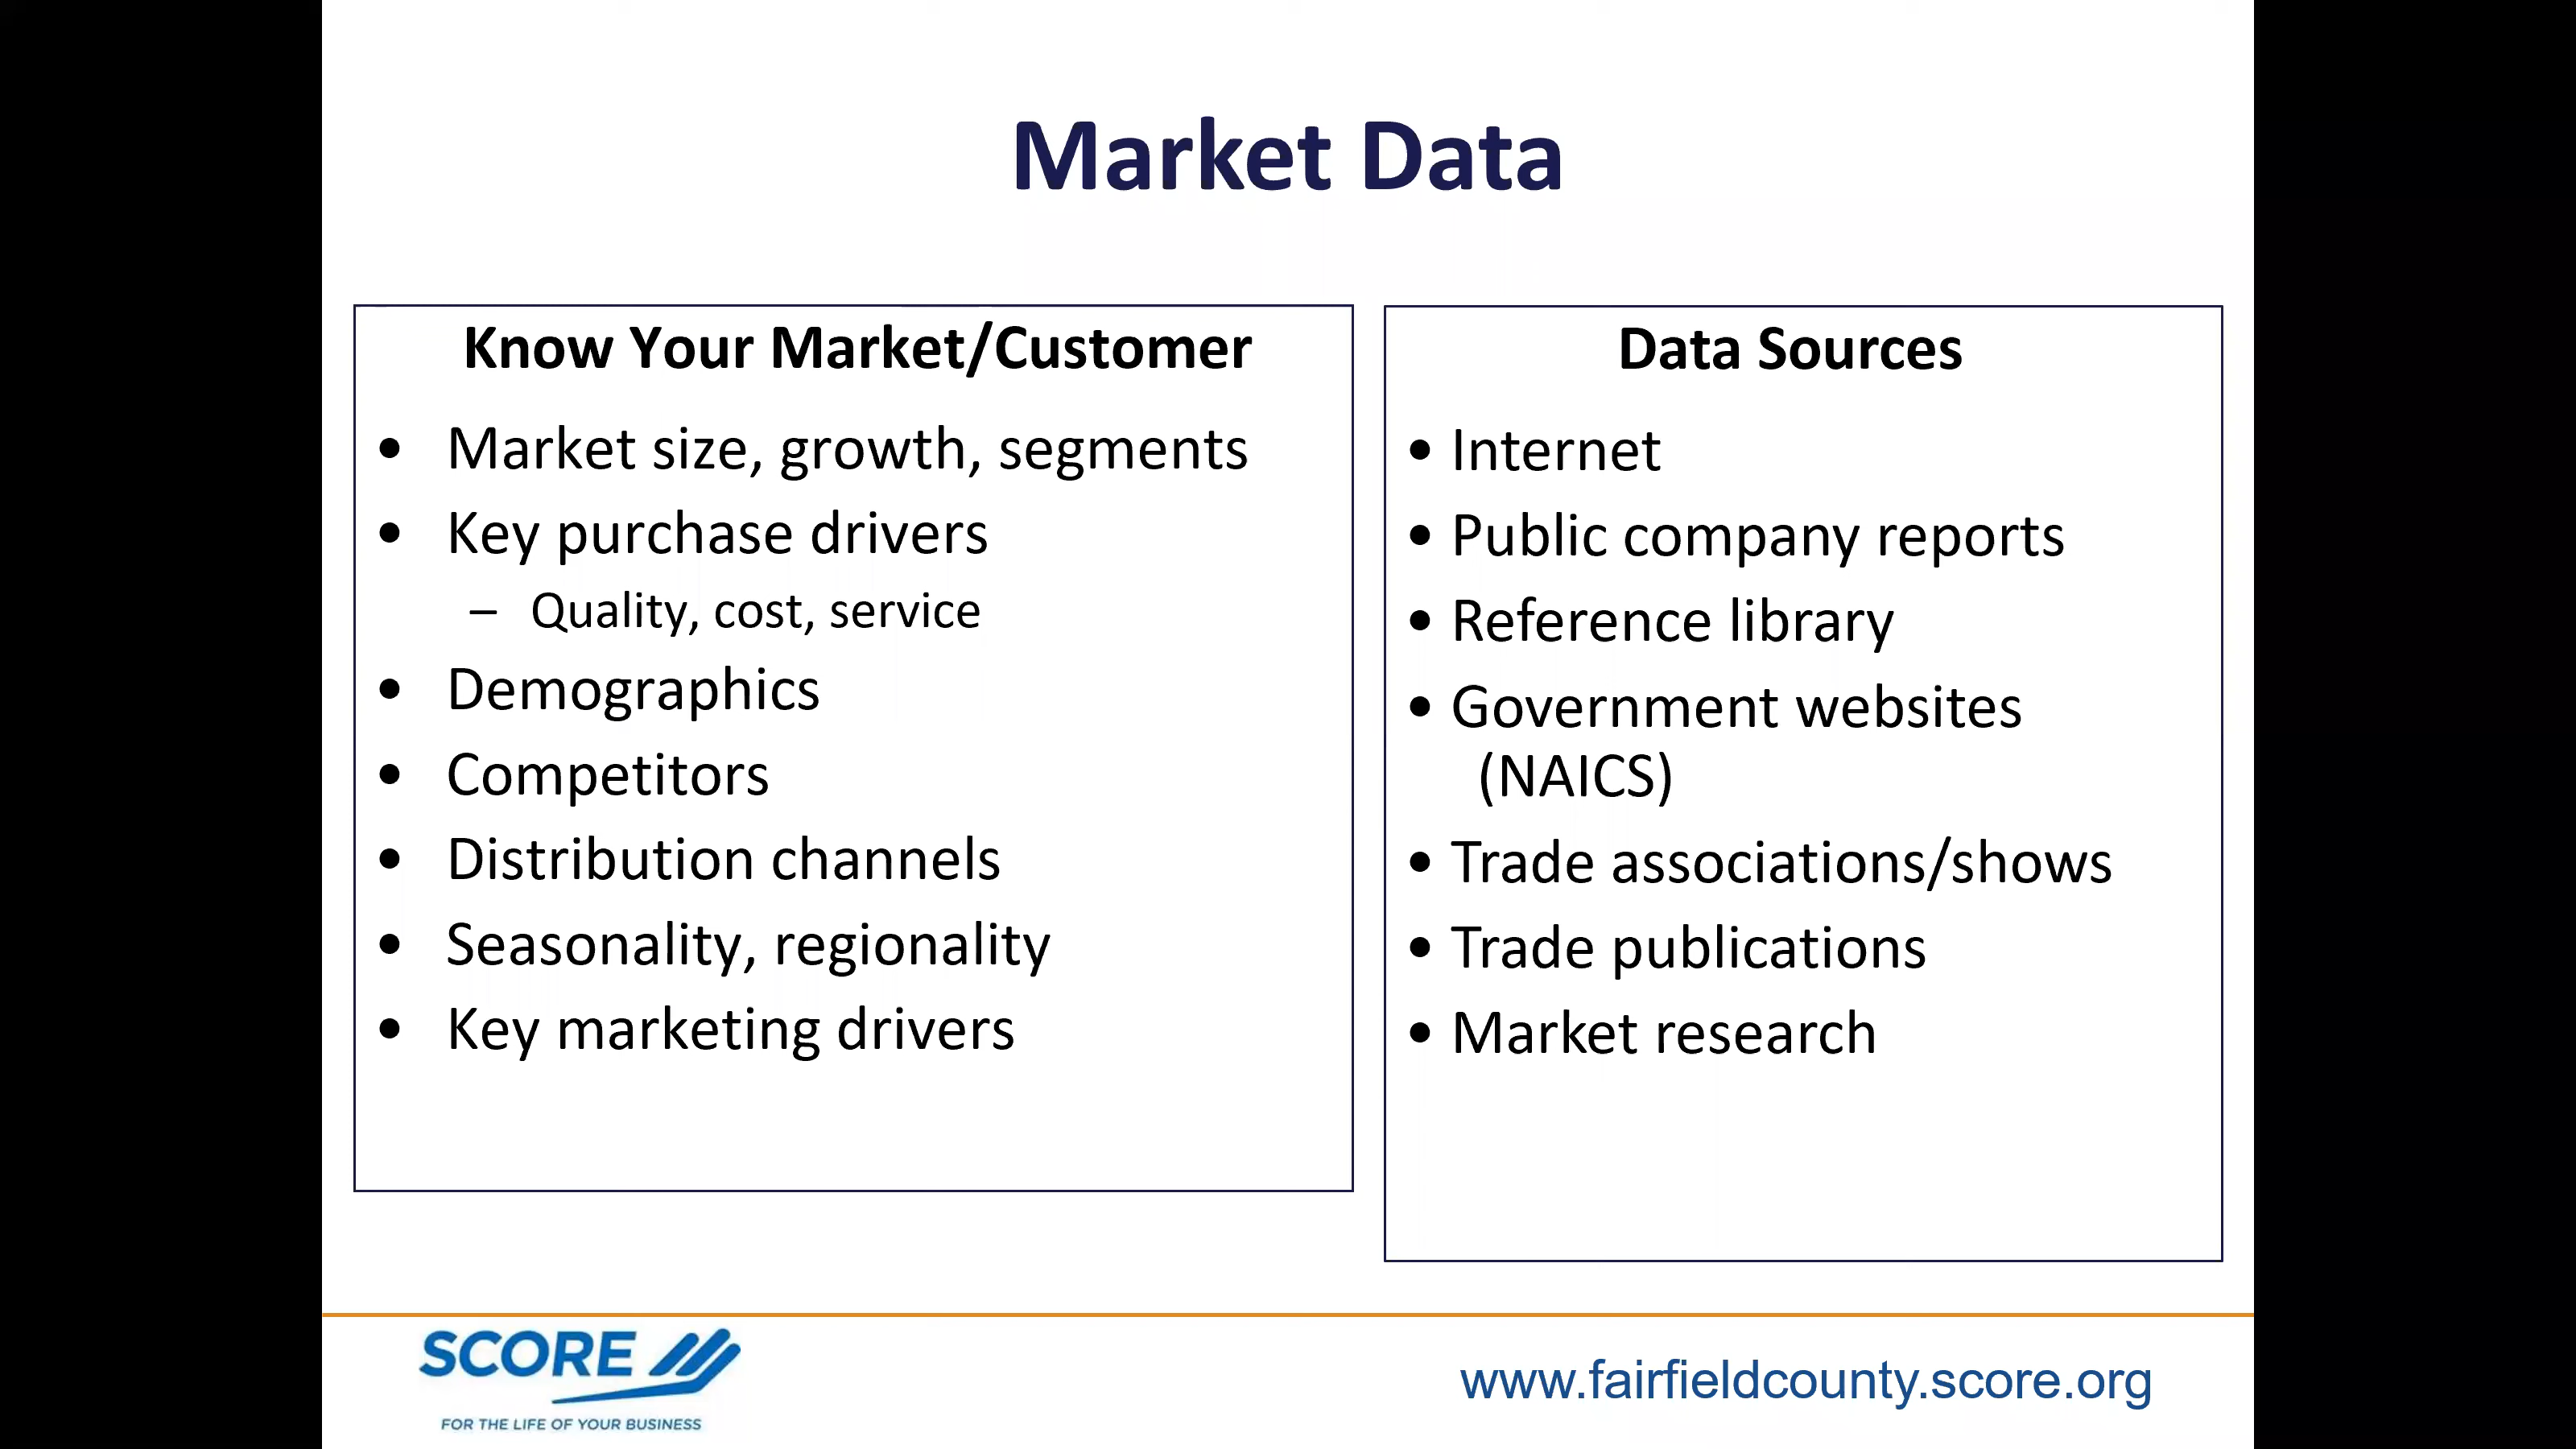 Market Data
Know Your Market/Customer
• Market size, growth, segments
• Key purchase drivers
– Quality, cost, service
• Demographics
• Competitors
• Distribution channels
• Seasonality, regionality
• Key marketing drivers
Data Sources
• Internet
• Public company reports
• Reference library
• Government websites
(NAICS)
• Trade associations/shows
• Trade publications
• Market research
SCORE
FOR THE LIFE OF YOUR BUSINESS
www.fairfieldcounty.score.org